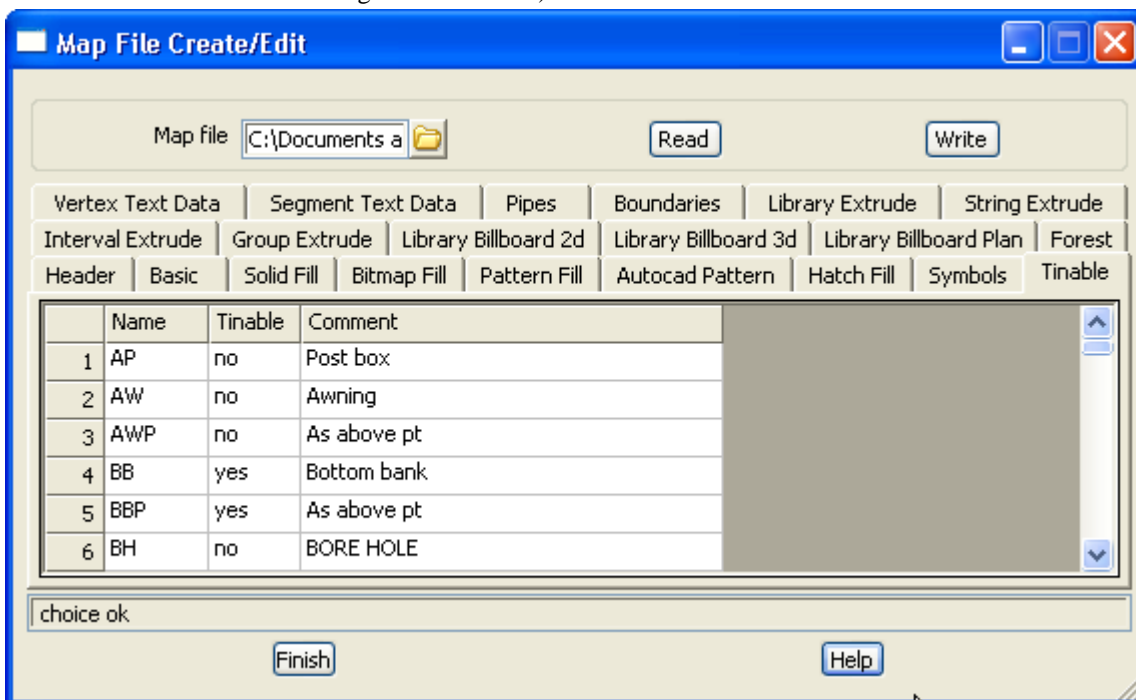 Map File Create/Edit
Map file C:\Documents a Read Write
Vertex Text Data Segment Text Data Pipes Boundaries Library Extrude String Extrude
Interval Extrude Group Extrude Library Billboard 2d Library Billboard 3d Library Billboard Plan Forest
Header Basic Solid Fill Bitmap Fill Pattern Fill Autocad Pattern Hatch Fill Symbols Tinable
Name Tinable Comment
1 AP no Post box
2 AW no Awning
3 AWP no As above pt
4 BB yes Bottom bank
5 BBP yes As above pt
6 BH no BORE HOLE
choice ok
Finish Help